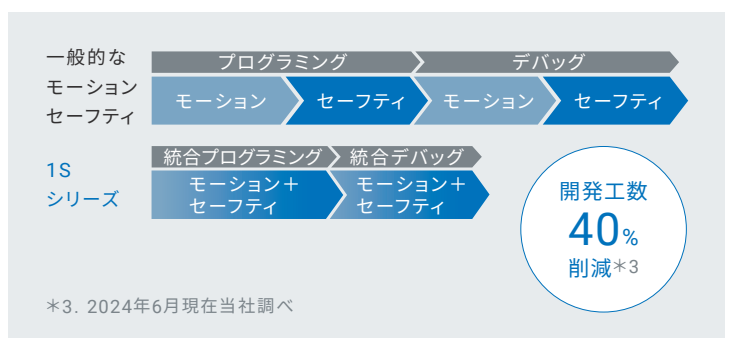 一般的な
モーション
セーフティ
プログラミング
デバッグ
モーション
セーフティ
モーション
セーフティ
1S
シリーズ
統合プログラミング
統合デバッグ
モーション＋
セーフティ
モーション＋
セーフティ
開発工数
40%
削減＊3
＊3. 2024年6月現在当社調べ